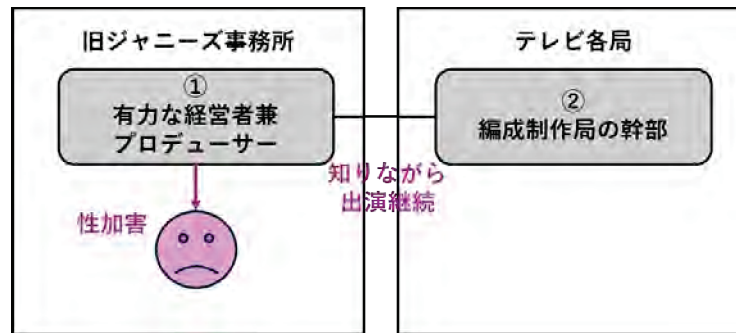 旧ジャニーズ事務所
テレビ各局
①
有力な経営者兼
プロデューサー
②
編成制作局の幹部
知りながら
出演継続
性加害